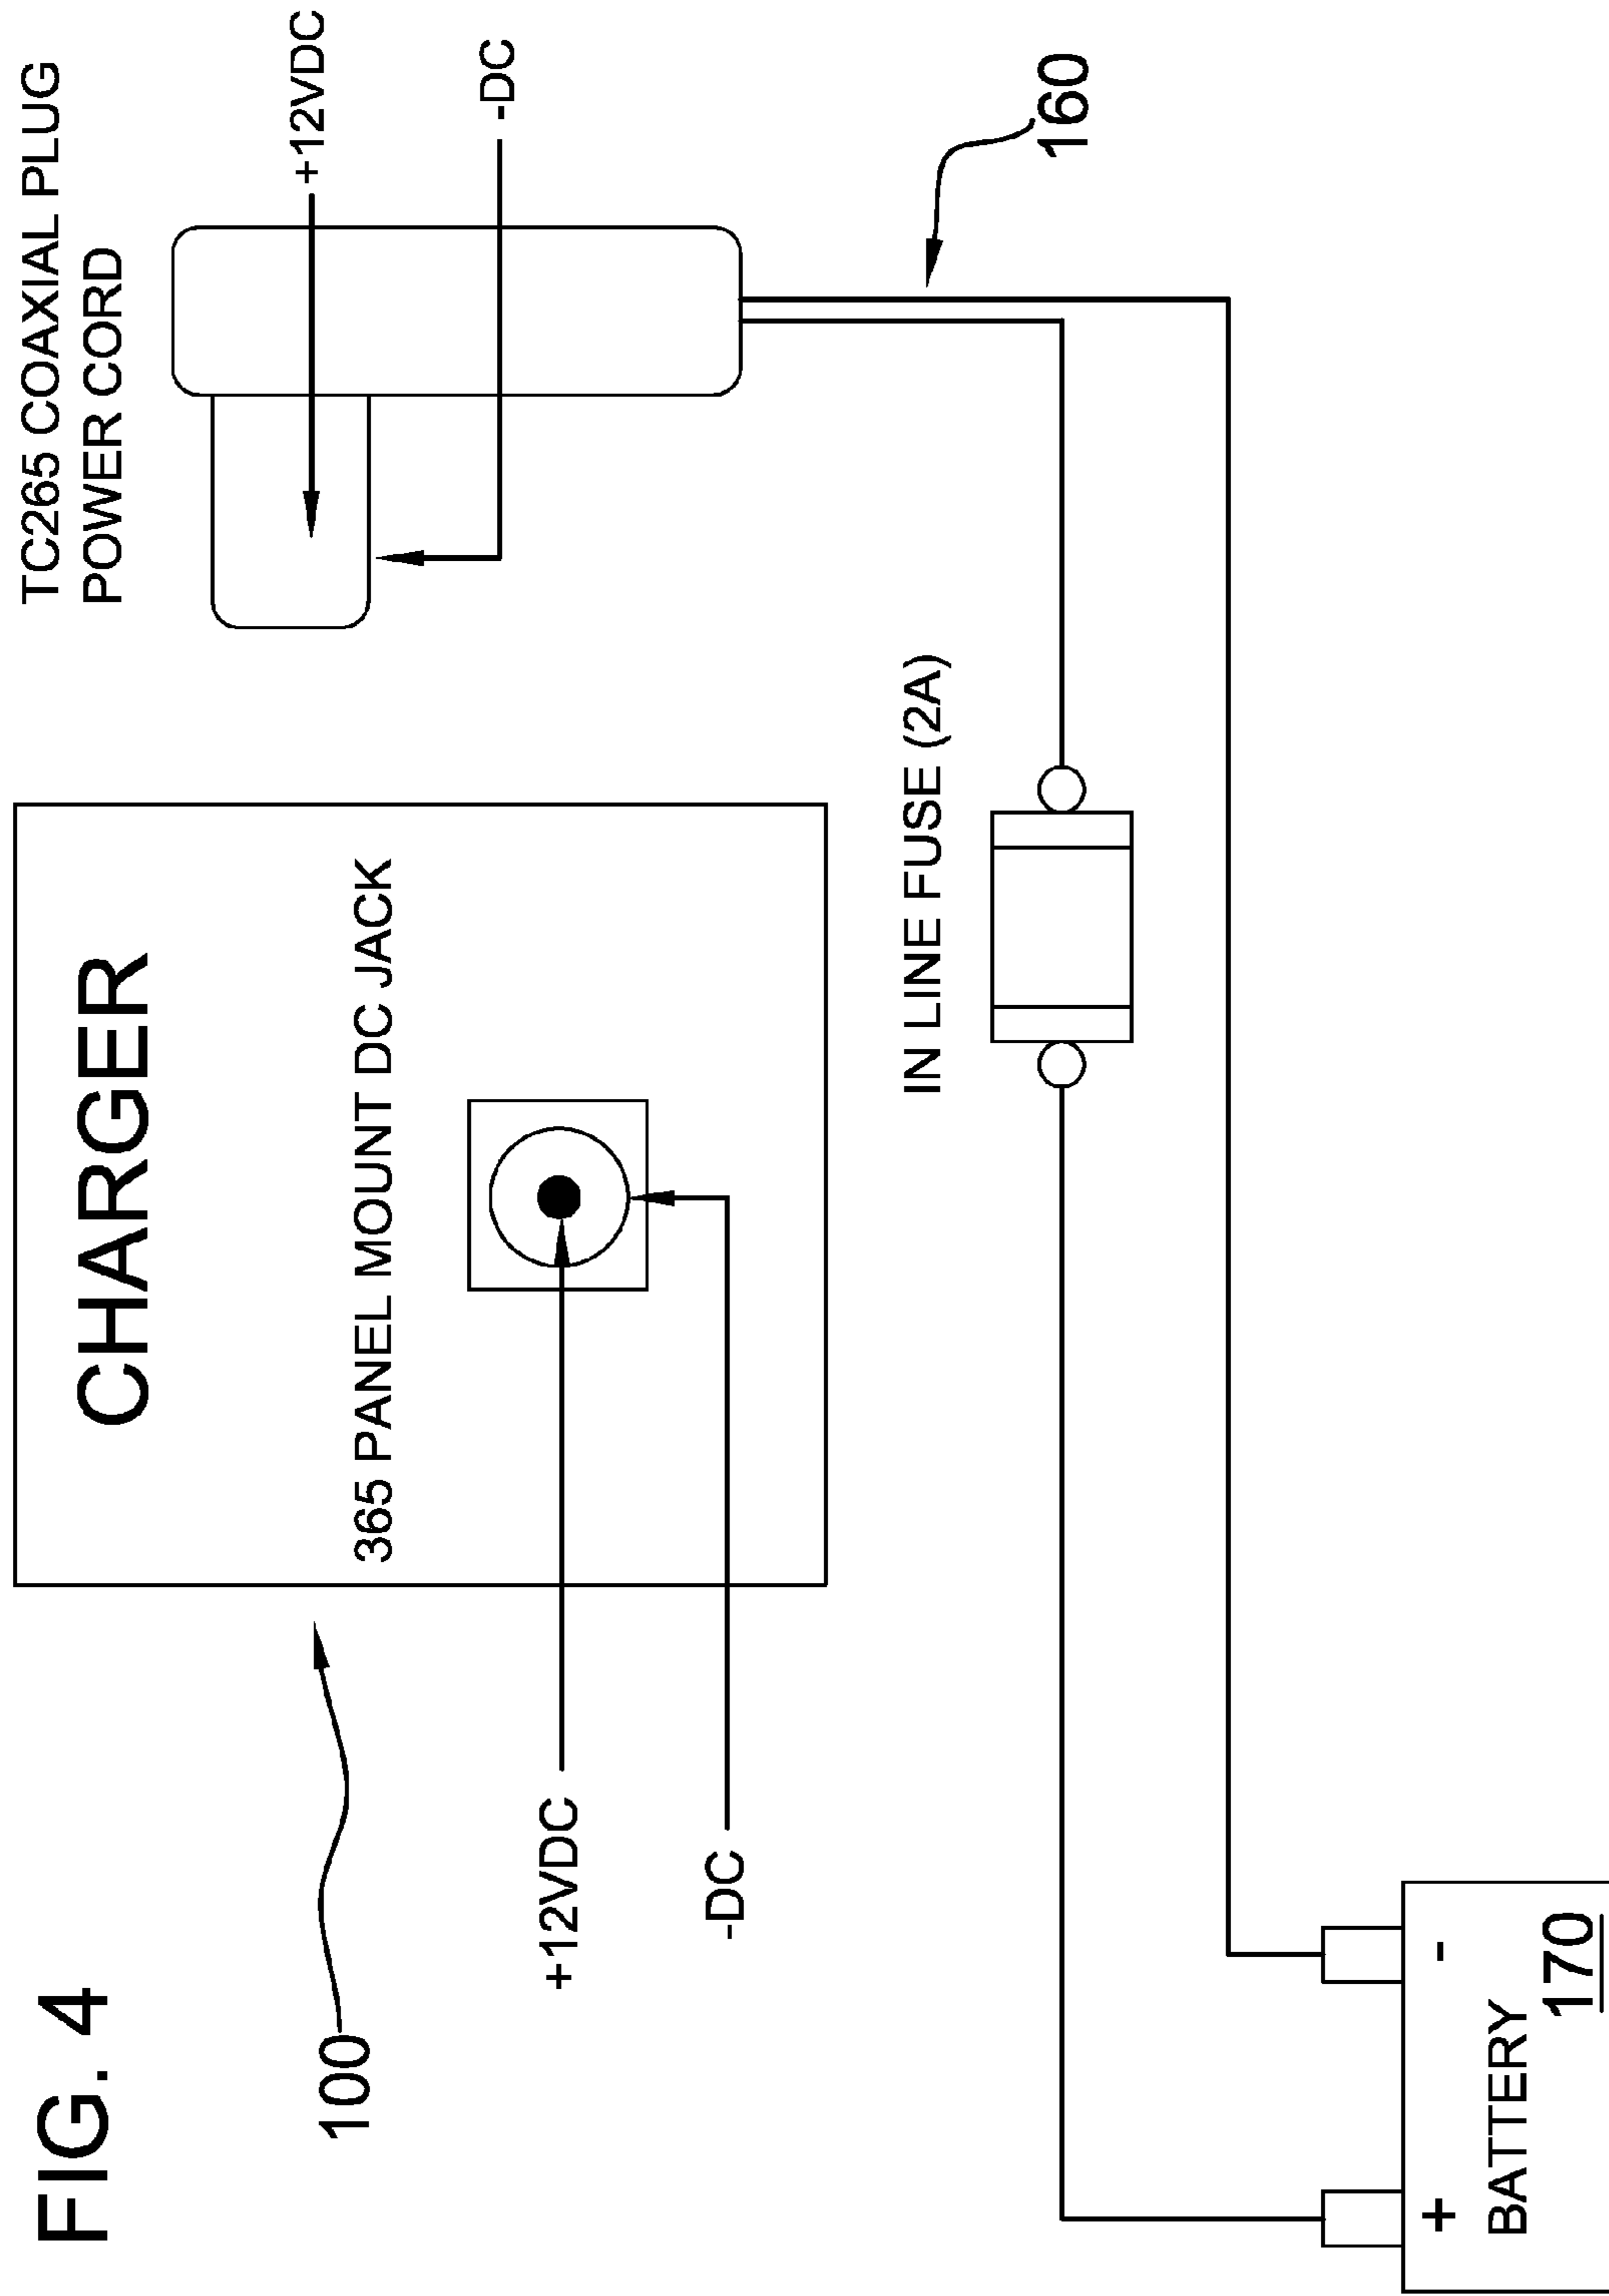 FIG. 4
100
CHARGER
365 PANEL MOUNT DC JACK
+12VDC
-DC
TC265 COAXIAL PLUG
POWER CORD
+12VDC
-DC
160
IN LINE FUSE (2A)
+ -
BATTERY
170